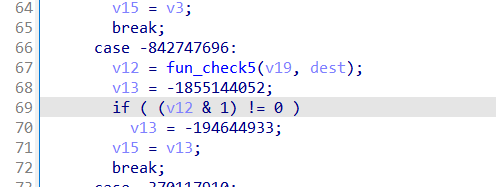 64 v15 = v3;
65 break;
66 case -842747696:
67 v12 = fun_check5(v19, dest);
68 v13 = -1855144052;
69 if ( (v12 & 1) != 0 )
70 v13 = -194644933;
71 v15 = v13;
72 break;